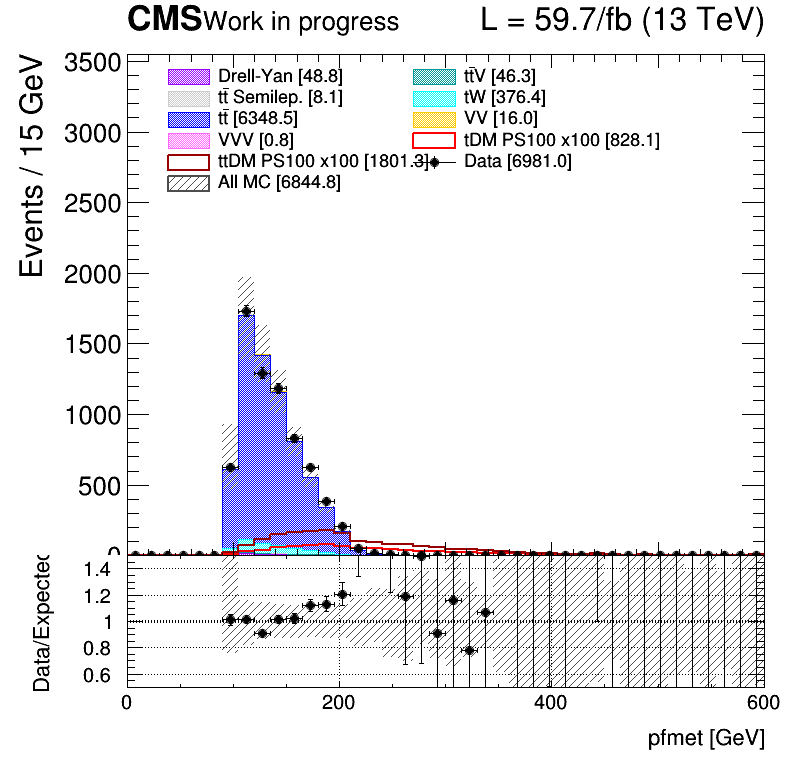 CMS Work in progress L = 59.7/fb (13 TeV)
Events / 15 GeV
3500
3000
2500
2000
1500
1000
500
0
Drell-Yan [48.8]
tt̄ Semilep. [8.1]
tt̄ [6348.5]
VVV [0.8]
ttDM PS100 x100 [1801.3]
All MC [6844.8]
tt̄V [46.3]
tW [376.4]
VV [16.0]
tDM PS100 x100 [828.1]
Data [6981.0]
Data/Expected
1.4
1.2
1
0.8
0.6
0 200 400 600
pfmet [GeV]